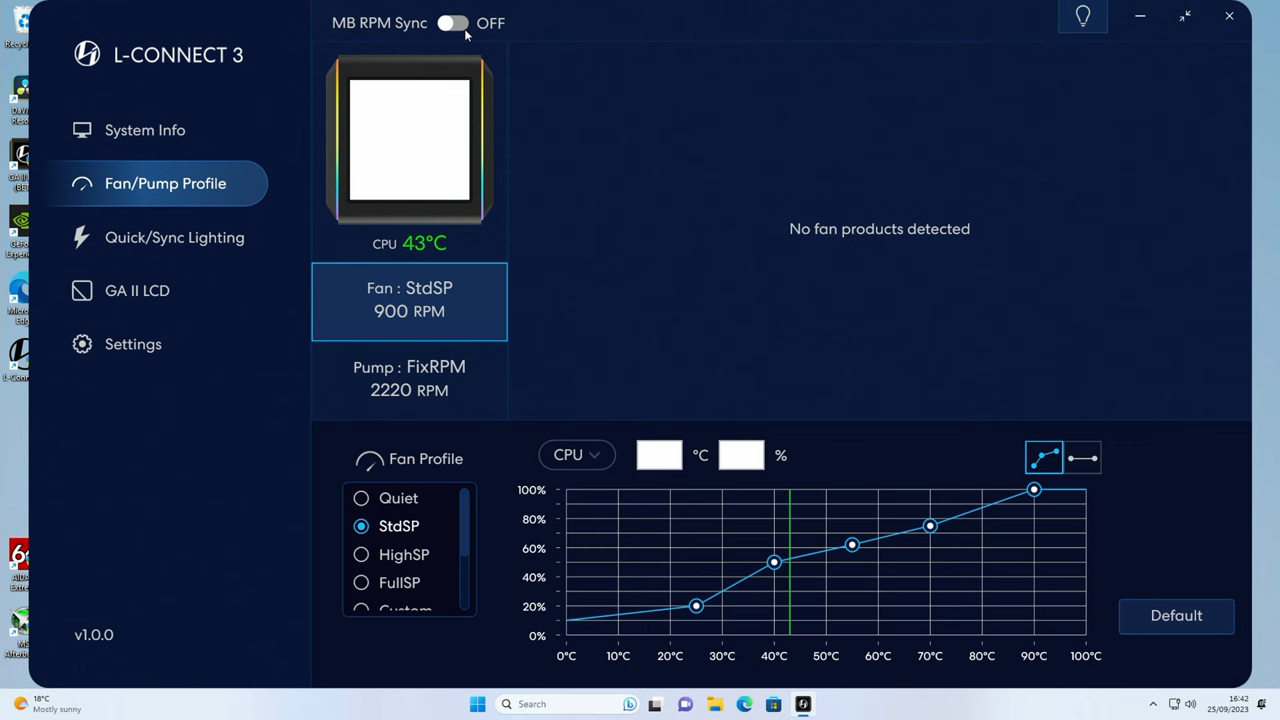 MB RPM Sync OFF
L-CONNECT 3
System Info
Fan/Pump Profile
Quick/Sync Lighting
GA II LCD
Settings
v1.0.0
CPU 43°C
Fan : StdSP
900 RPM
Pump : FixRPM
2220 RPM
No fan products detected
Fan Profile
Quiet
StdSP
HighSP
FullSP
Custom
CPU °C %
100%
80%
60%
40%
20%
0%
0°C 10°C 20°C 30°C 40°C 50°C 60°C 70°C 80°C 90°C 100°C
Default
18°C
Mostly sunny
Search
16:42
25/09/2023